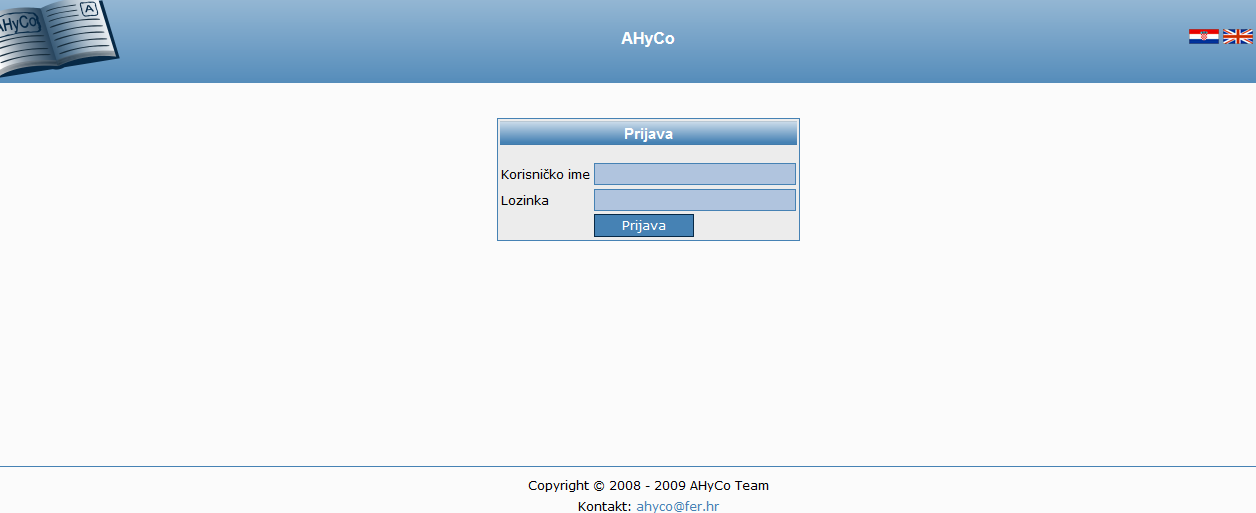 AHyCo
A
AHyCo
Prijava
Korisničko ime
Lozinka
Prijava
Copyright © 2008 - 2009 AHyCo Team
Kontakt: ahyco@fer.hr